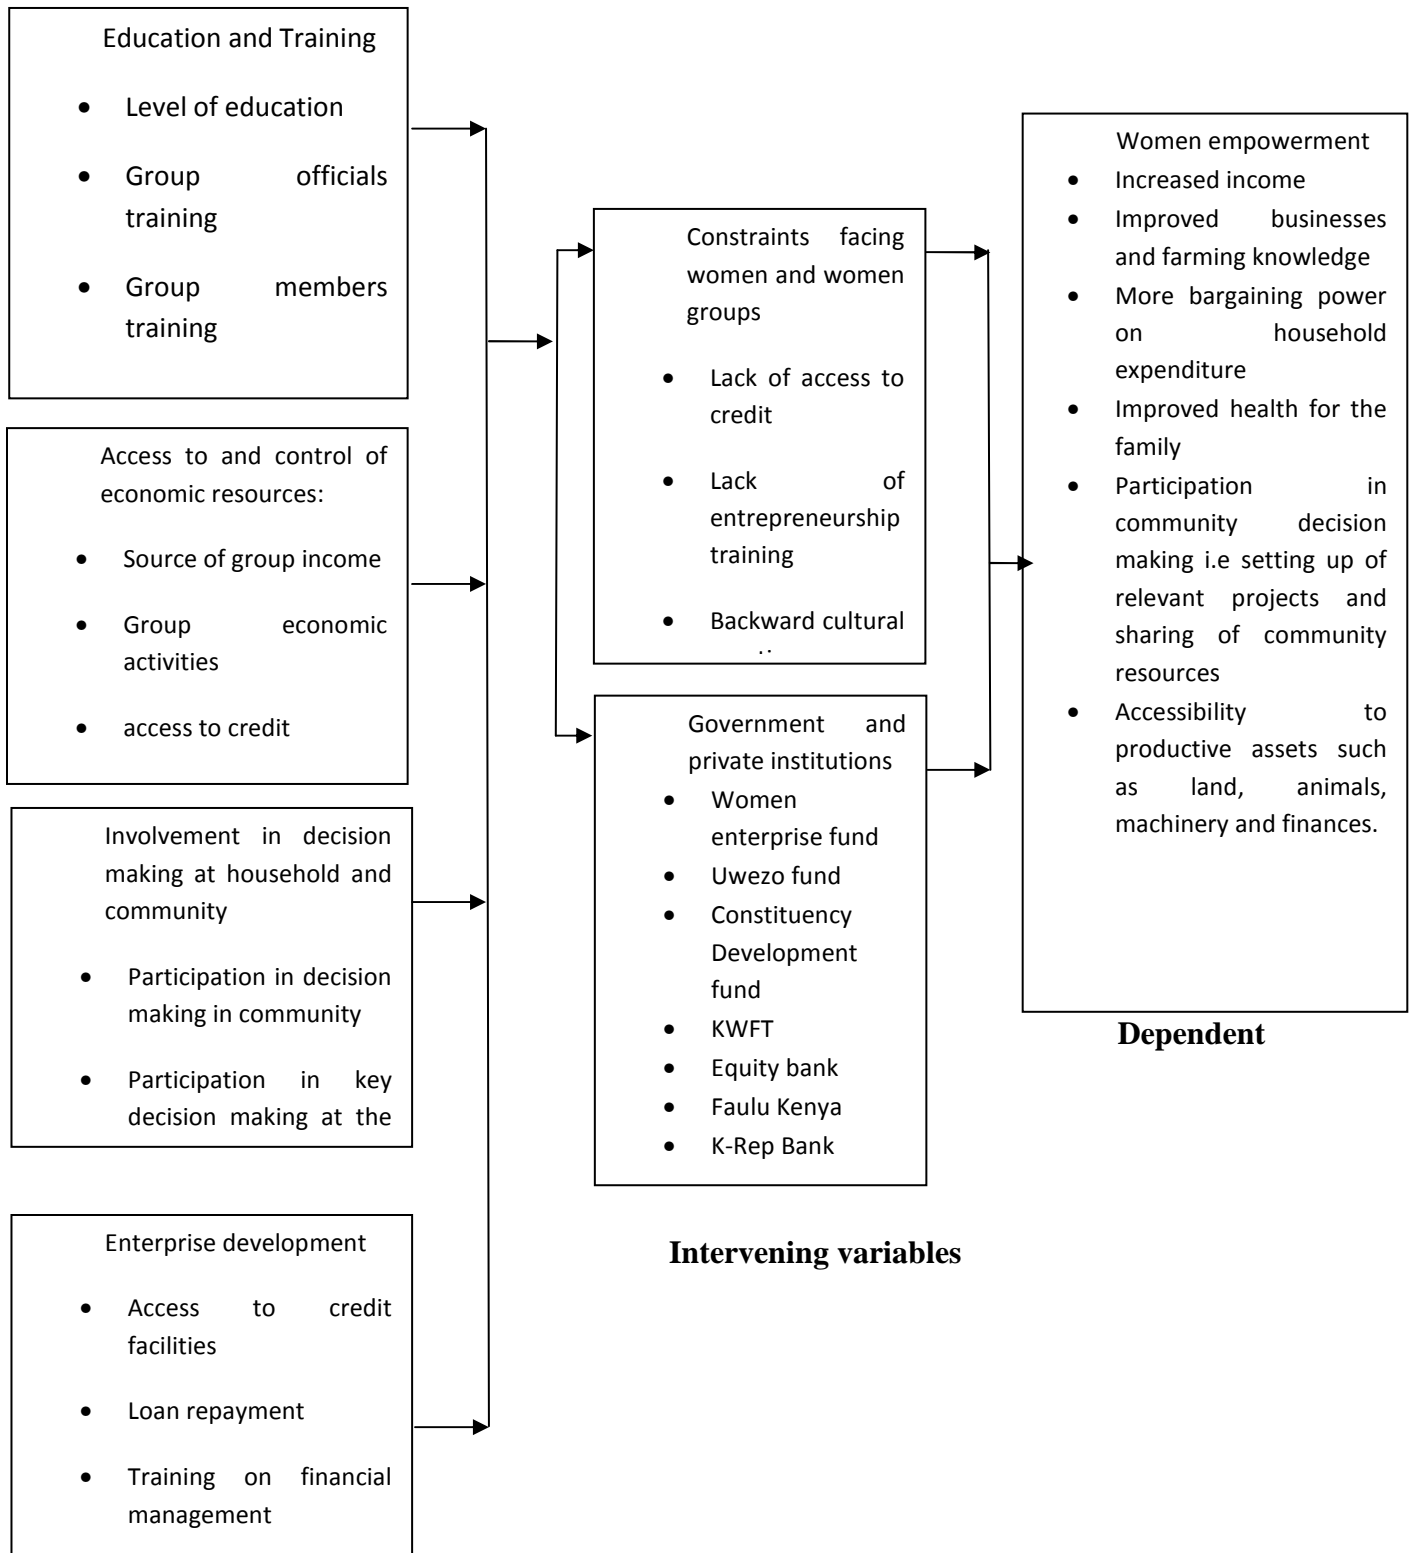 Education and Training
• Level of education
• Group officials
training
• Group members
training
Access to and control of
economic resources:
• Source of group income
• Group economic
activities
• access to credit
Involvement in decision
making at household and
community
• Participation in decision
making in community
• Participation in key
decision making at the
Enterprise development
• Access to credit
facilities
• Loan repayment
• Training on financial
management
Constraints facing
women and women
groups
• Lack of access to
credit
• Lack of
entrepreneurship
training
• Backward cultural
Government and
private institutions
• Women
enterprise fund
• Uwezo fund
• Constituency
Development
fund
• KWFT
• Equity bank
• Faulu Kenya
• K-Rep Bank
Intervening variables
Women empowerment
• Increased income
• Improved businesses
and farming knowledge
• More bargaining power
on household
expenditure
• Improved health for the
family
• Participation in
community decision
making i.e setting up of
relevant projects and
sharing of community
resources
• Accessibility to
productive assets such
as land, animals,
machinery and finances.
Dependent